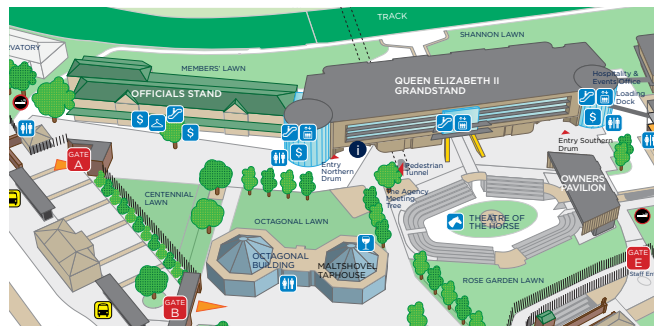 TRACK
SHANNON LAWN
RVATORY
MEMBERS' LAWN
OFFICIALS STAND
QUEEN ELIZABETH II
GRANDSTAND
Hospitality &
Events Office
Loading
Dock
$
$
$
$
i
Entry
Northern
Drum
Entry Southern
Drum
Pedestrian
Tunnel
The Agency
Meeting
Tree
GATE
A
CENTENNIAL
LAWN
OWNERS
PAVILION
OCTAGONAL LAWN
THEATRE OF
THE HORSE
OCTAGONAL
BUILDING
MALTSHOVEL
TAPHOUSE
ROSE GARDEN LAWN
GATE
E
Staff En
GATE
B